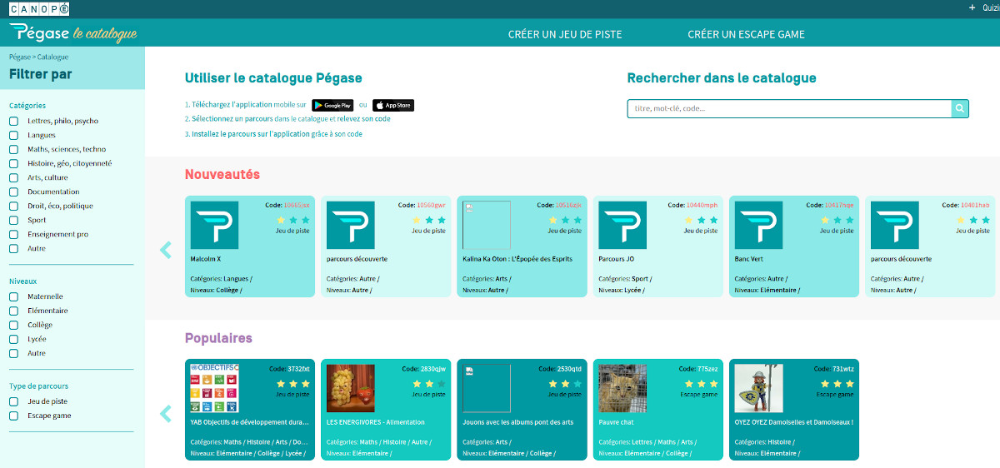 CANOPÉ
+ Quizi
Pégase le catalogue
CRÉER UN JEU DE PISTE
CRÉER UN ESCAPE GAME
Pégase > Catalogue
Filtrer par
Catégories
Lettres, philo, psycho
Langues
Maths, sciences, techno
Histoire, géo, citoyenneté
Arts, culture
Documentation
Droit, éco, politique
Sport
Enseignement pro
Autre
Niveaux
Maternelle
Elémentaire
Collège
Lycée
Autre
Type de parcours
Jeu de piste
Escape game
Utiliser le catalogue Pégase
1. Téléchargez l'application mobile sur Google Play ou App Store
2. Sélectionnez un parcours dans le catalogue et relevez son code
3. Installez le parcours sur l'application grâce à son code
Rechercher dans le catalogue
titre, mot-clé, code...
Nouveautés
Code: 10665jsx
Jeu de piste
Malcolm X
Catégories: Langues /
Niveaux: Collège /
Code: 10560gwr
Jeu de piste
parcours découverte
Catégories: Autre /
Niveaux: Autre /
Code: 10516zjk
Jeu de piste
Kalina Ka Oton : L'Épopée des Esprits
Catégories: Arts /
Niveaux: Autre /
Code: 10440mph
Jeu de piste
Parcours JO
Catégories: Sport /
Niveaux: Lycée /
Code: 10417hqe
Jeu de piste
Banc Vert
Catégories: Autre /
Niveaux: Elémentaire /
Code: 10401hab
Jeu de piste
parcours découverte
Catégories: Autre /
Niveaux: Autre /
Populaires
OBJECTIFS
Code: 3732fxt
Jeu de piste
YAB Objectifs de développement dura...
Catégories: Maths / Histoire / Arts / Do...
Niveaux: Elémentaire / Collège / Lycée /
Code: 2830qjw
Jeu de piste
LES ENERGIVORES - Alimentation
Catégories: Maths / Histoire / Autre /
Niveaux: Elémentaire /
Code: 2530qtd
Jeu de piste
Jouons avec les albums pont des arts
Catégories: Arts /
Niveaux: Elémentaire / Collège /
Code: 775zez
Escape game
Pauvre chat
Catégories: Lettres / Maths / Arts /
Niveaux: Elémentaire / Collège /
Code: 731wtz
Escape game
OYEZ OYEZ Damoiselles et Damoiseaux !
Catégories: Histoire /
Niveaux: Elémentaire /